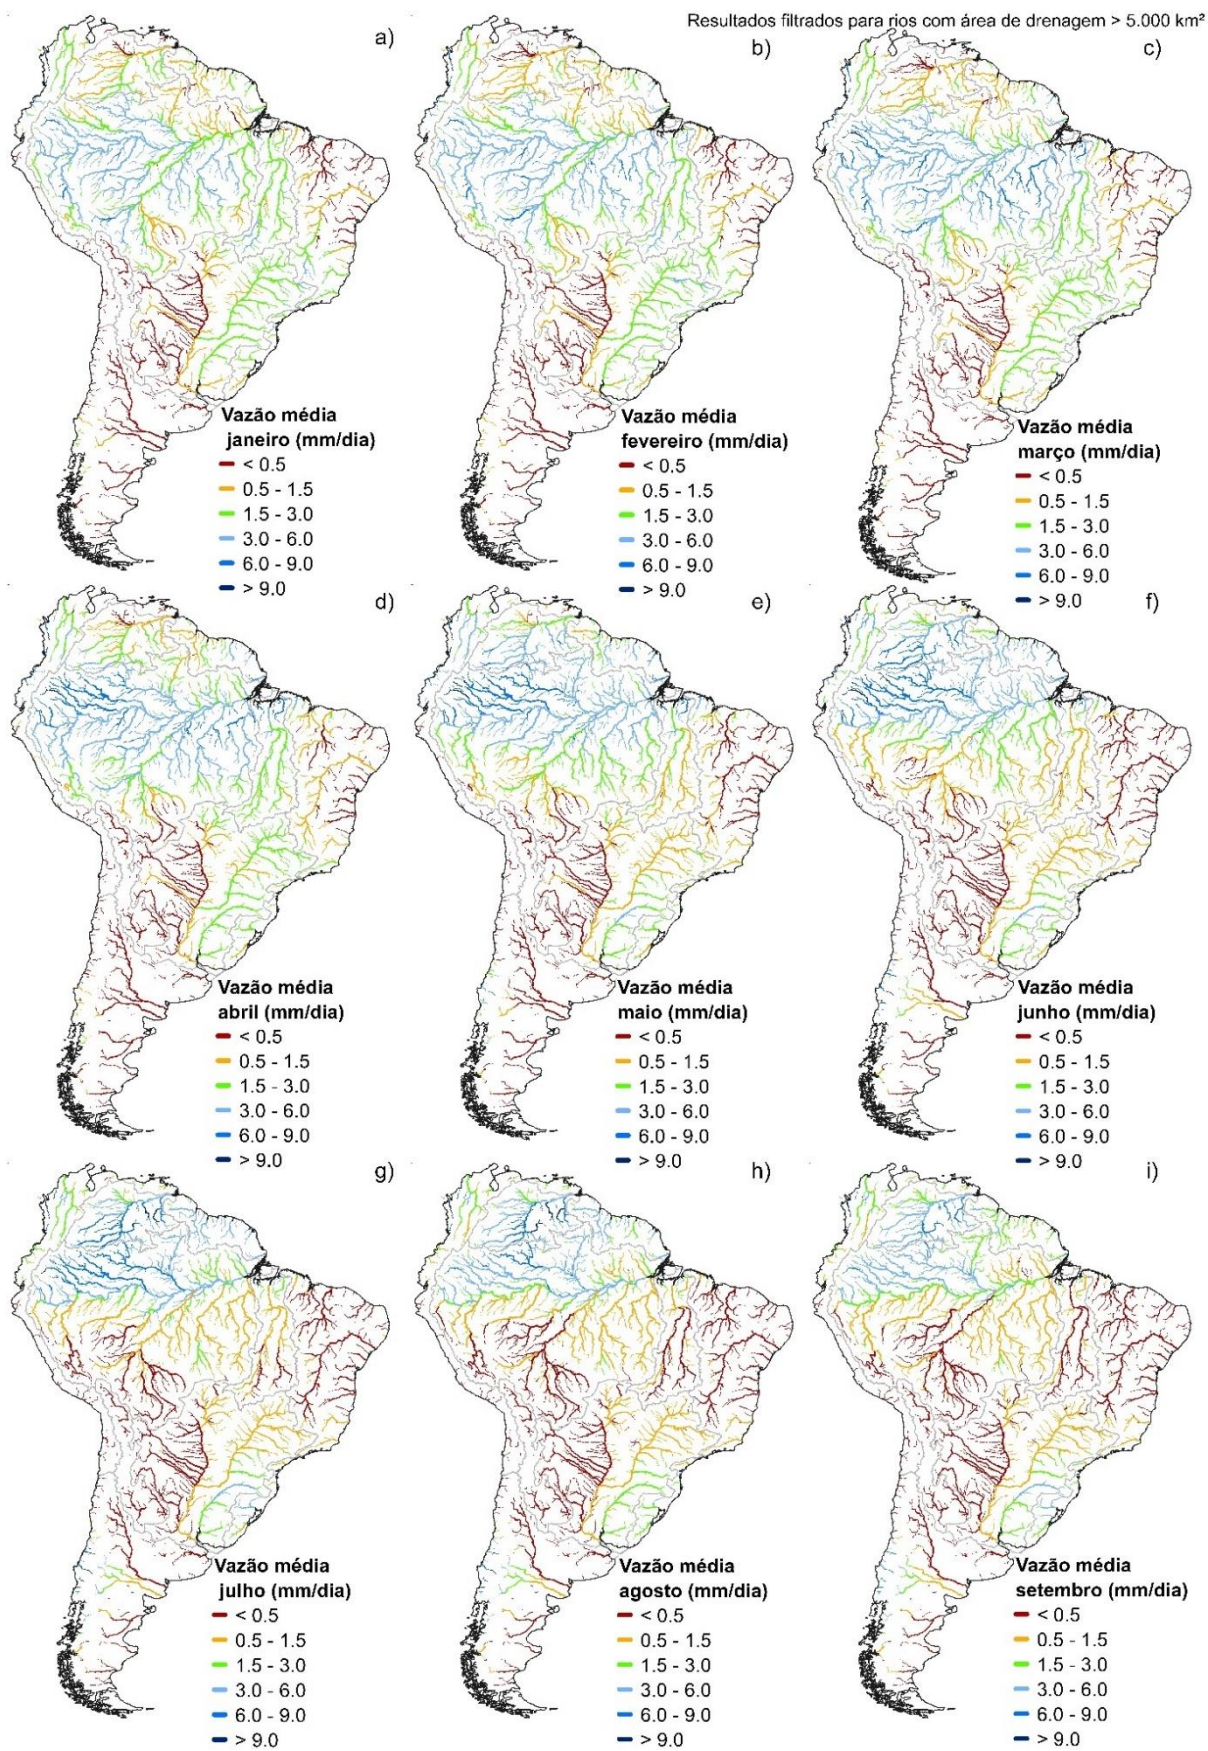 Resultados filtrados para rios com área de drenagem > 5.000 km²
a)
b)
c)
Vazão média
janeiro (mm/dia)
< 0.5
0.5 - 1.5
1.5 - 3.0
3.0 - 6.0
6.0 - 9.0
> 9.0
Vazão média
fevereiro (mm/dia)
< 0.5
0.5 - 1.5
1.5 - 3.0
3.0 - 6.0
6.0 - 9.0
> 9.0
Vazão média
março (mm/dia)
< 0.5
0.5 - 1.5
1.5 - 3.0
3.0 - 6.0
6.0 - 9.0
> 9.0
d)
e)
f)
Vazão média
abril (mm/dia)
< 0.5
0.5 - 1.5
1.5 - 3.0
3.0 - 6.0
6.0 - 9.0
> 9.0
Vazão média
maio (mm/dia)
< 0.5
0.5 - 1.5
1.5 - 3.0
3.0 - 6.0
6.0 - 9.0
> 9.0
Vazão média
junho (mm/dia)
< 0.5
0.5 - 1.5
1.5 - 3.0
3.0 - 6.0
6.0 - 9.0
> 9.0
g)
h)
i)
Vazão média
julho (mm/dia)
< 0.5
0.5 - 1.5
1.5 - 3.0
3.0 - 6.0
6.0 - 9.0
> 9.0
Vazão média
agosto (mm/dia)
< 0.5
0.5 - 1.5
1.5 - 3.0
3.0 - 6.0
6.0 - 9.0
> 9.0
Vazão média
setembro (mm/dia)
< 0.5
0.5 - 1.5
1.5 - 3.0
3.0 - 6.0
6.0 - 9.0
> 9.0